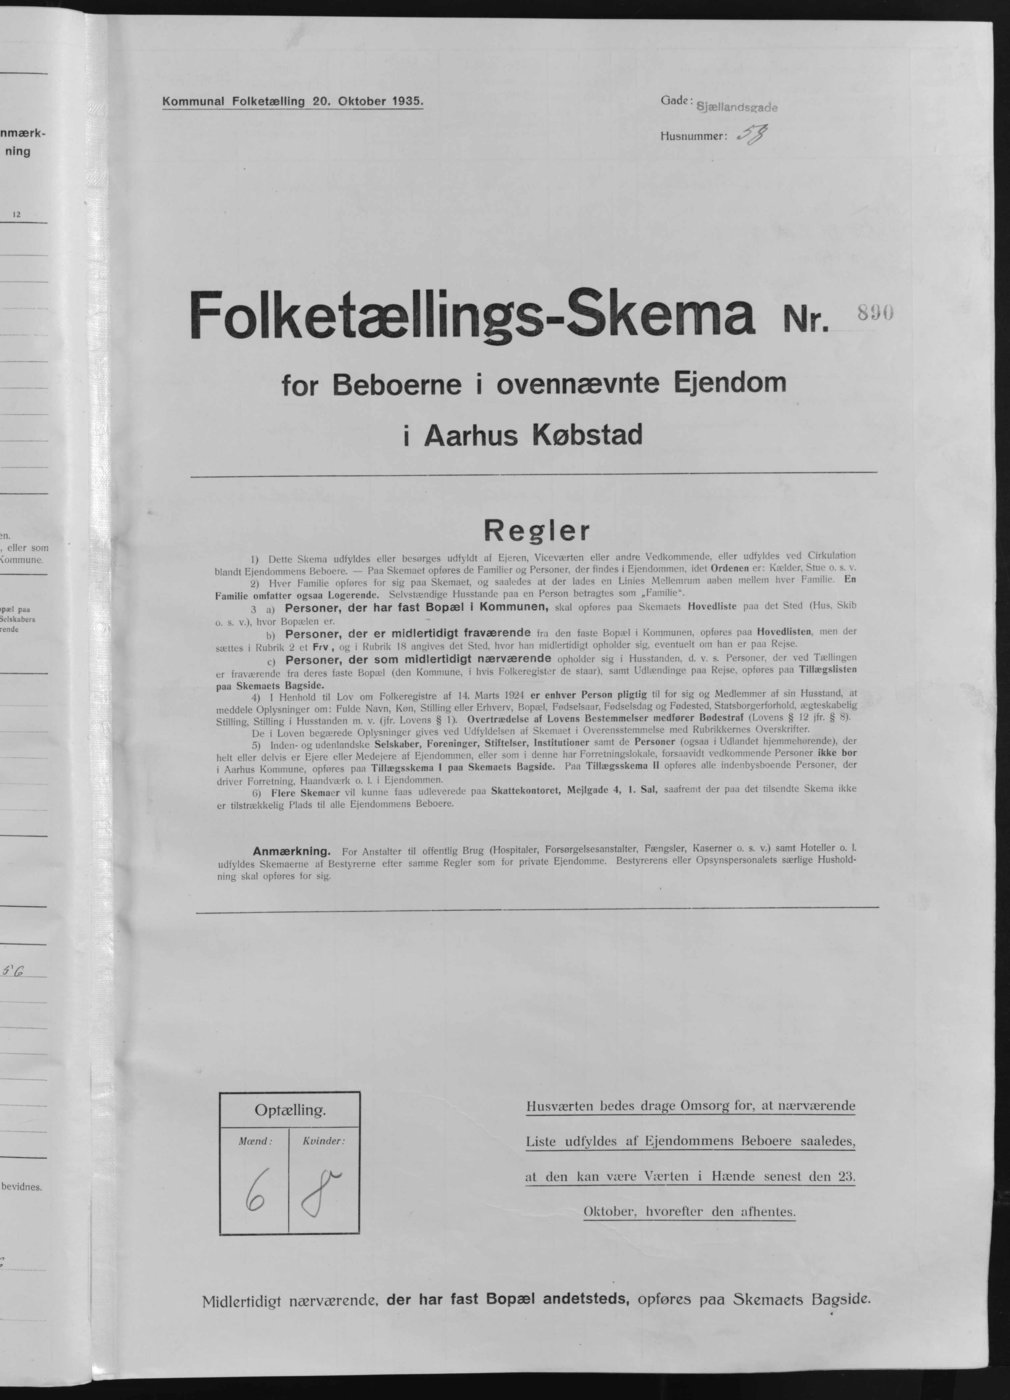 nmærk-
ning
12
en.
, eller som
Kommune.
opæl paa
Selskabers
rende
56
bevidnes.
Kommunal Folketælling 20. Oktober 1935.
Gade: Sjællandsgade
Husnummer: 58
Folketællings-Skema Nr. 890
for Beboerne i ovennævnte Ejendom
i Aarhus Købstad
Regler
1) Dette Skema udfyldes eller besørges udfyldt af Ejeren, Viceværten eller andre Vedkommende, eller udfyldes ved Cirkulation
blandt Ejendommens Beboere. — Paa Skemaet opføres de Familier og Personer, der findes i Ejendommen, idet Ordenen er: Kælder, Stue o. s. v.
2) Hver Familie opføres for sig paa Skemaet, og saaledes at der lades en Linies Mellemrum aaben mellem hver Familie. En
Familie omfatter ogsaa Logerende. Selvstændige Husstande paa en Person betragtes som „Familie“.
3 a) Personer, der har fast Bopæl i Kommunen, skal opføres paa Skemaets Hovedliste paa det Sted (Hus, Skib
o. s. v.), hvor Bopælen er.
b) Personer, der er midlertidigt fraværende fra den faste Bopæl i Kommunen, opføres paa Hovedlisten, men der
sættes i Rubrik 2 et Frv, og i Rubrik 18 angives det Sted, hvor han midlertidigt opholder sig, eventuelt om han er paa Rejse.
c) Personer, der som midlertidigt nærværende opholder sig i Husstanden, d. v. s. Personer, der ved Tællingen
er fraværende fra deres faste Bopæl (den Kommune, i hvis Folkeregister de staar), samt Udlændinge paa Rejse, opføres paa Tillægslisten
paa Skemaets Bagside.
4) I Henhold til Lov om Folkeregistre af 14. Marts 1924 er enhver Person pligtig til for sig og Medlemmer af sin Husstand, at
meddele Oplysninger om: Fulde Navn, Køn, Stilling eller Erhverv, Bopæl, Fødselsaar, Fødselsdag og Fødested, Statsborgerforhold, ægteskabelig
Stilling, Stilling i Husstanden m. v. (jfr. Lovens § 1). Overtrædelse af Lovens Bestemmelser medfører Bødestraf (Lovens § 12 jfr. § 8).
De i Loven begærede Oplysninger gives ved Udfyldelsen af Skemaet i Overensstemmelse med Rubrikkernes Overskrifter.
5) Inden- og udenlandske Selskaber, Foreninger, Stiftelser, Institutioner samt de Personer (ogsaa i Udlandet hjemmehørende), der
helt eller delvis er Ejere eller Medejere af Ejendommen, eller som i denne har Forretningslokale, forsaavidt vedkommende Personer ikke bor
i Aarhus Kommune, opføres paa Tillægsskema I paa Skemaets Bagside. Paa Tillægsskema II opføres alle indenbysboende Personer, der
driver Forretning, Haandværk o. l. i Ejendommen.
6) Flere Skemaer vil kunne faas udleverede paa Skattekontoret, Mejlgade 4, 1. Sal, saafremt der paa det tilsendte Skema ikke
er tilstrækkelig Plads til alle Ejendommens Beboere.
Anmærkning. For Anstalter til offentlig Brug (Hospitaler, Forsørgelsesanstalter, Fængsler, Kaserner o. s. v.) samt Hoteller o. l.
udfyldes Skemaerne af Bestyrerne efter samme Regler som for private Ejendomme. Bestyrerens eller Opsynspersonalets særlige Hushold-
ning skal opføres for sig.
Optælling.
Mænd: Kvinder:
6 8
Husværten bedes drage Omsorg for, at nærværende
Liste udfyldes af Ejendommens Beboere saaledes,
at den kan være Værten i Hænde senest den 23.
Oktober, hvorefter den afhentes.
Midlertidigt nærværende, der har fast Bopæl andetsteds, opføres paa Skemaets Bagside.